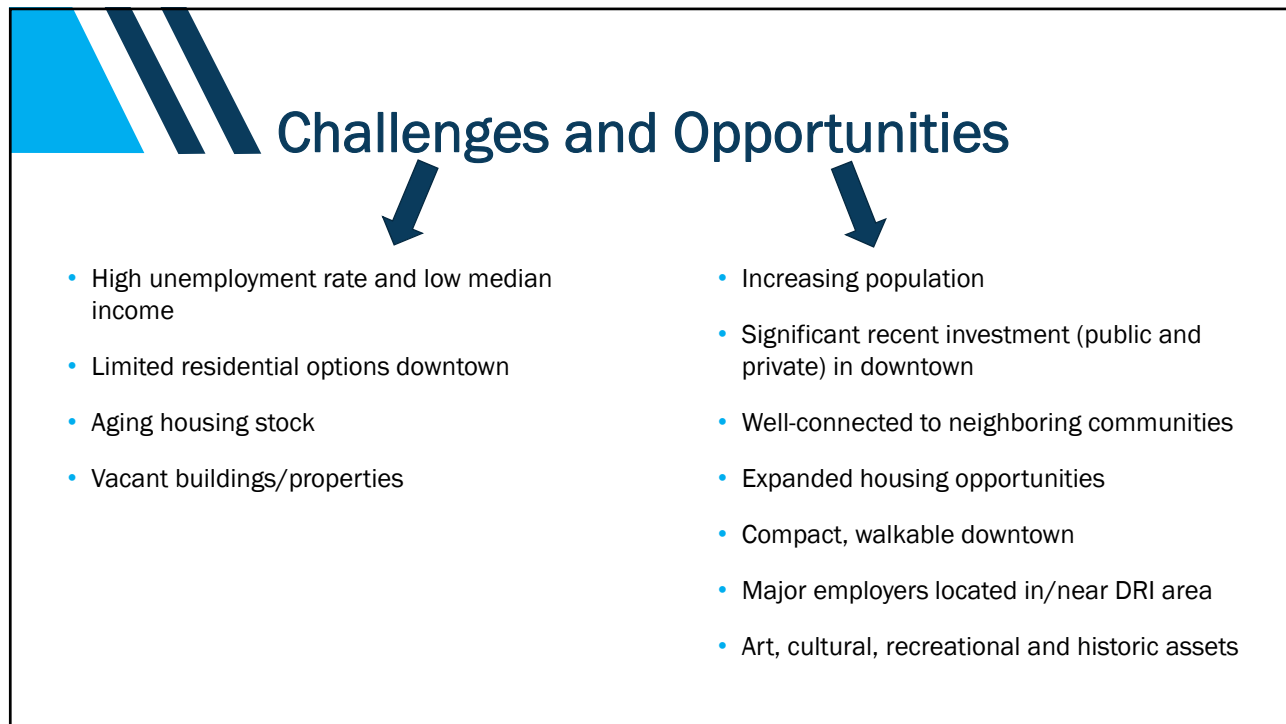 Challenges and Opportunities
• High unemployment rate and low median
income
• Limited residential options downtown
• Aging housing stock
• Vacant buildings/properties
• Increasing population
• Significant recent investment (public and
private) in downtown
• Well-connected to neighboring communities
• Expanded housing opportunities
• Compact, walkable downtown
• Major employers located in/near DRI area
• Art, cultural, recreational and historic assets